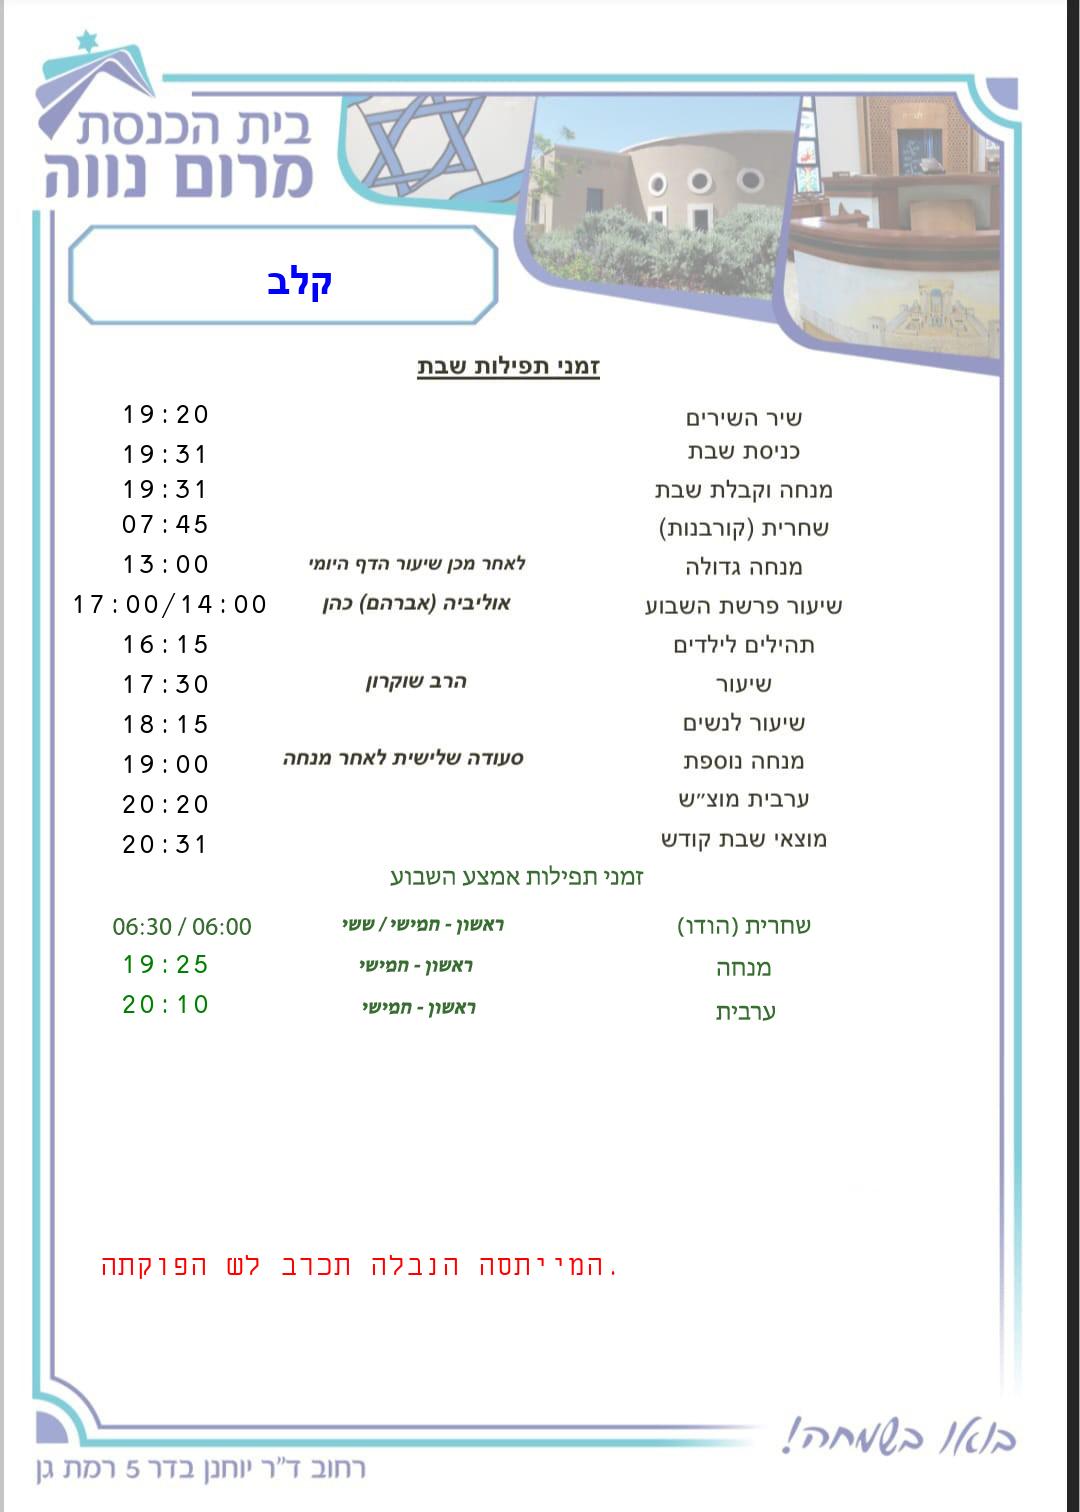 בית הכנסת
מרום נווה
קלב
זמני תפילות שבת
שיר השירים 19:20
כניסת שבת 19:31
מנחה וקבלת שבת 19:31
שחרית (קורבנות) 07:45
מנחה גדולה לאחר מכן שיעור הדף היומי 13:00
שיעור פרשת השבוע אוליביה (אברהם) כהן 17:00/14:00
תהילים לילדים 16:15
שיעור הרב שוקרון 17:30
שיעור לנשים 18:15
מנחה נוספת סעודה שלישית לאחר מנחה 19:00
ערבית מוצ״ש 20:20
מוצאי שבת קודש 20:31
זמני תפילות אמצע השבוע
שחרית (הודו) ראשון - חמישי / ששי 06:30 / 06:00
מנחה ראשון - חמישי 19:25
ערבית ראשון - חמישי 20:10
.המייתסה הנבלה תכרב לש הפוקתה
בואו בשמחה!
רחוב ד"ר יוחנן בדר 5 רמת גן